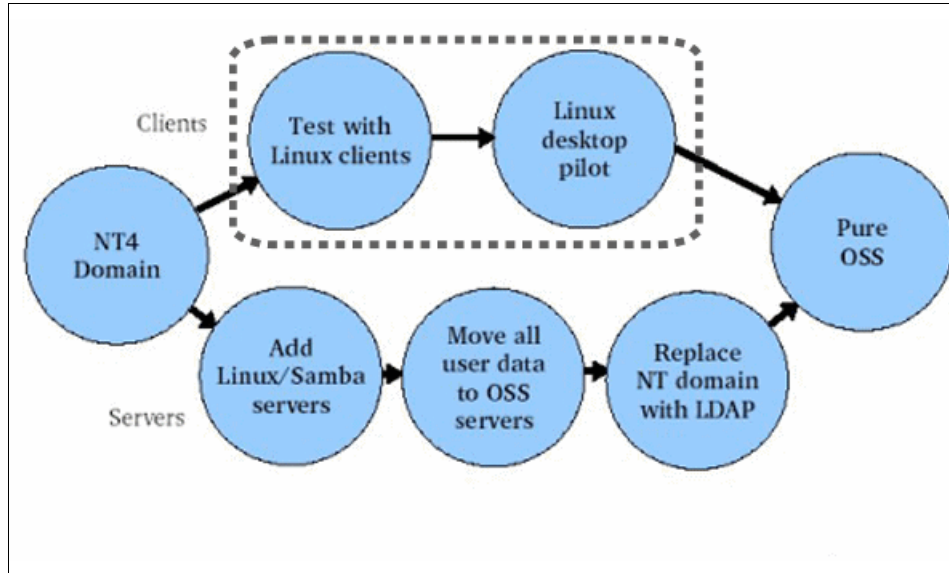 Clients
Test with
Linux clients
Linux
desktop
pilot
NT4
Domain
Pure
OSS
Servers
Add
Linux/Samba
servers
Move all
user data
to OSS
servers
Replace
NT domain
with LDAP